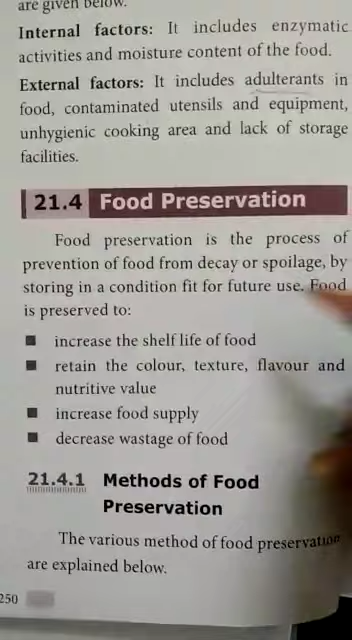 are given below.
Internal factors: It includes enzymatic
activities and moisture content of the food.
External factors: It includes adulterants in
food, contaminated utensils and equipment,
unhygienic cooking area and lack of storage
facilities.
21.4 Food Preservation
Food preservation is the process of
prevention of food from decay or spoilage, by
storing in a condition fit for future use. Food
is preserved to:
■ increase the shelf life of food
■ retain the colour, texture, flavour and
nutritive value
■ increase food supply
■ decrease wastage of food
21.4.1 Methods of Food
Preservation
The various method of food preservation
are explained below.
250